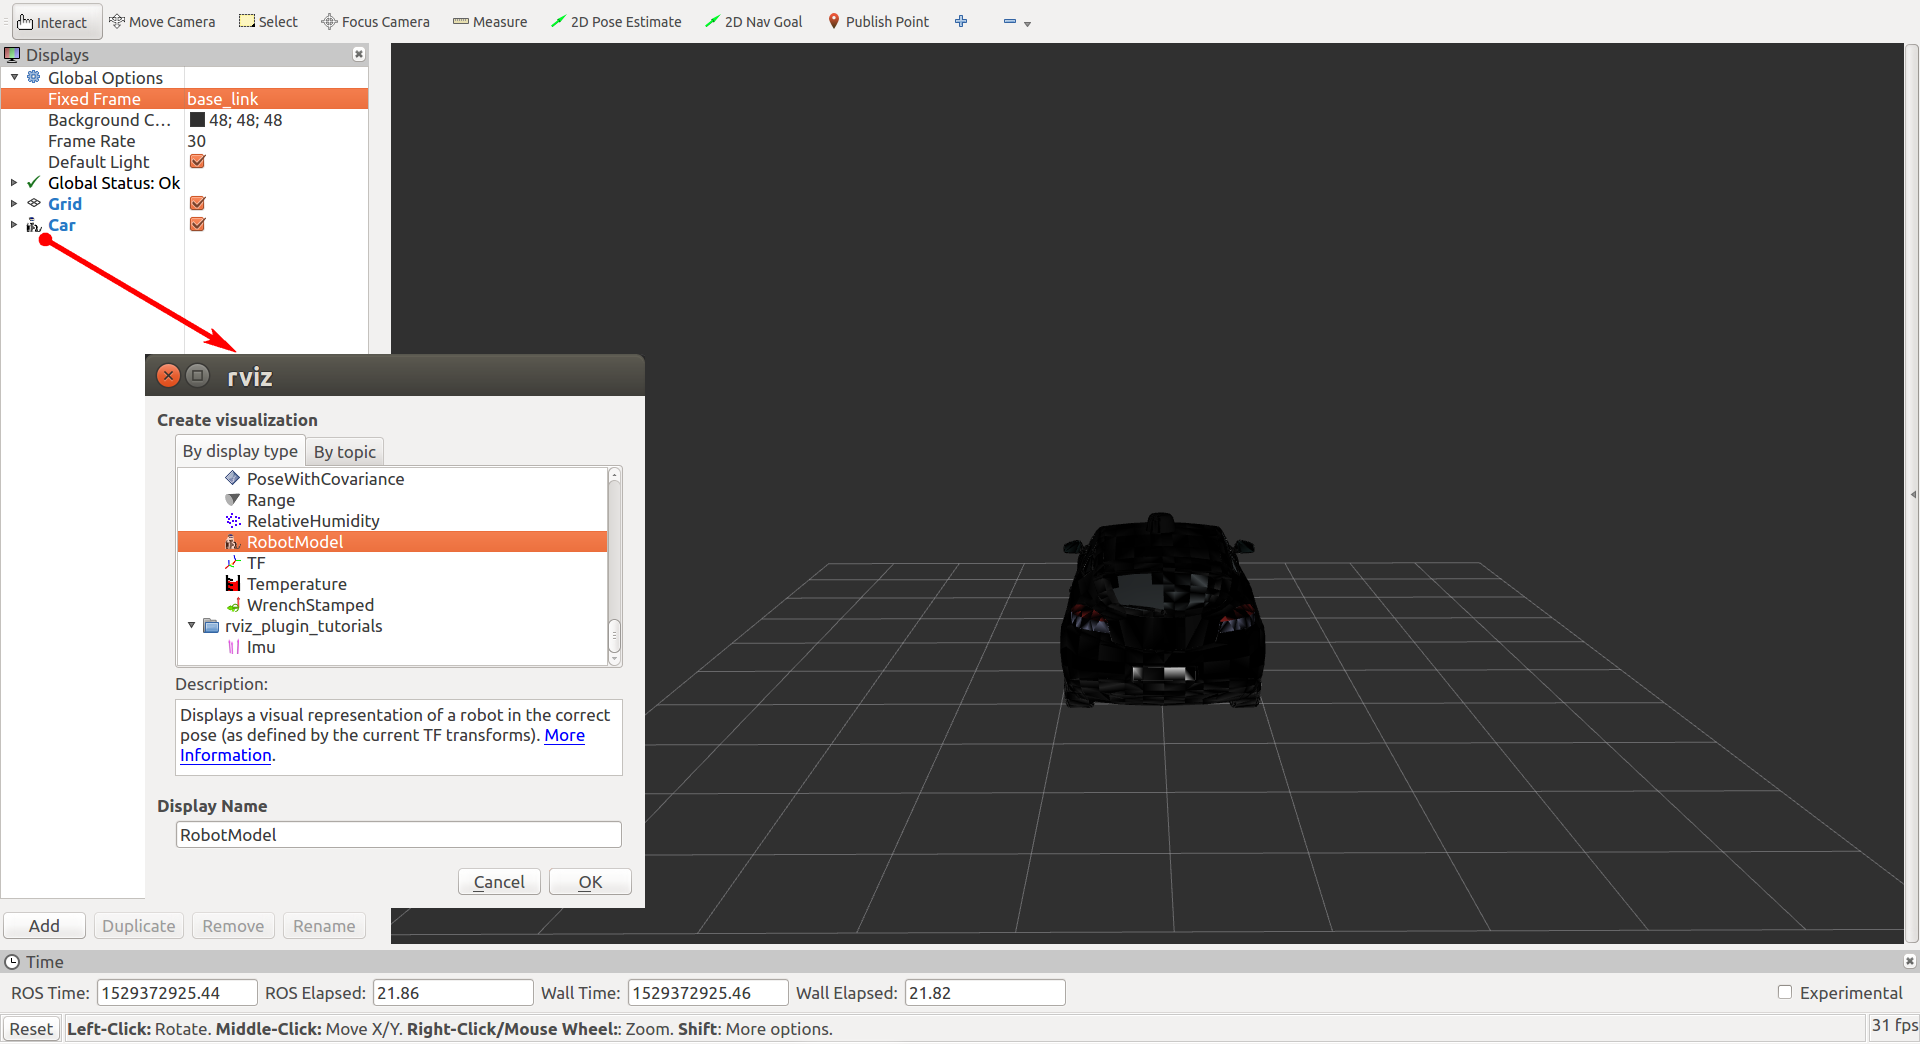 Interact Move Camera Select Focus Camera Measure 2D Pose Estimate 2D Nav Goal Publish Point
Displays
Global Options
Fixed Frame base_link
Background C... 48; 48; 48
Frame Rate 30
Default Light
Global Status: Ok
Grid
Car
rviz
Create visualization
By display type By topic
PoseWithCovariance
Range
RelativeHumidity
RobotModel
TF
Temperature
WrenchStamped
rviz_plugin_tutorials
Imu
Description:
Displays a visual representation of a robot in the correct
pose (as defined by the current TF transforms). More
Information.
Display Name
RobotModel
Cancel OK
Add Duplicate Remove Rename
Time
ROS Time: 1529372925.44 ROS Elapsed: 21.86 Wall Time: 1529372925.46 Wall Elapsed: 21.82 Experimental
Reset Left-Click: Rotate. Middle-Click: Move X/Y. Right-Click/Mouse Wheel:: Zoom. Shift: More options. 31 fps